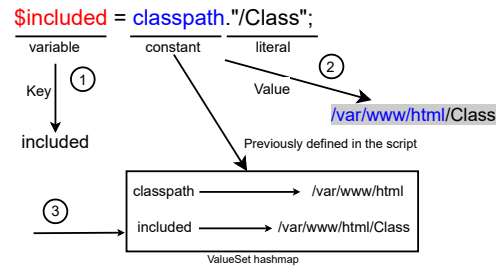 $included = classpath."/Class";
variable
constant
literal
1
2
Key
Value
/var/www/html/Class
included
Previously defined in the script
classpath /var/www/html
3
included /var/www/html/Class
ValueSet hashmap